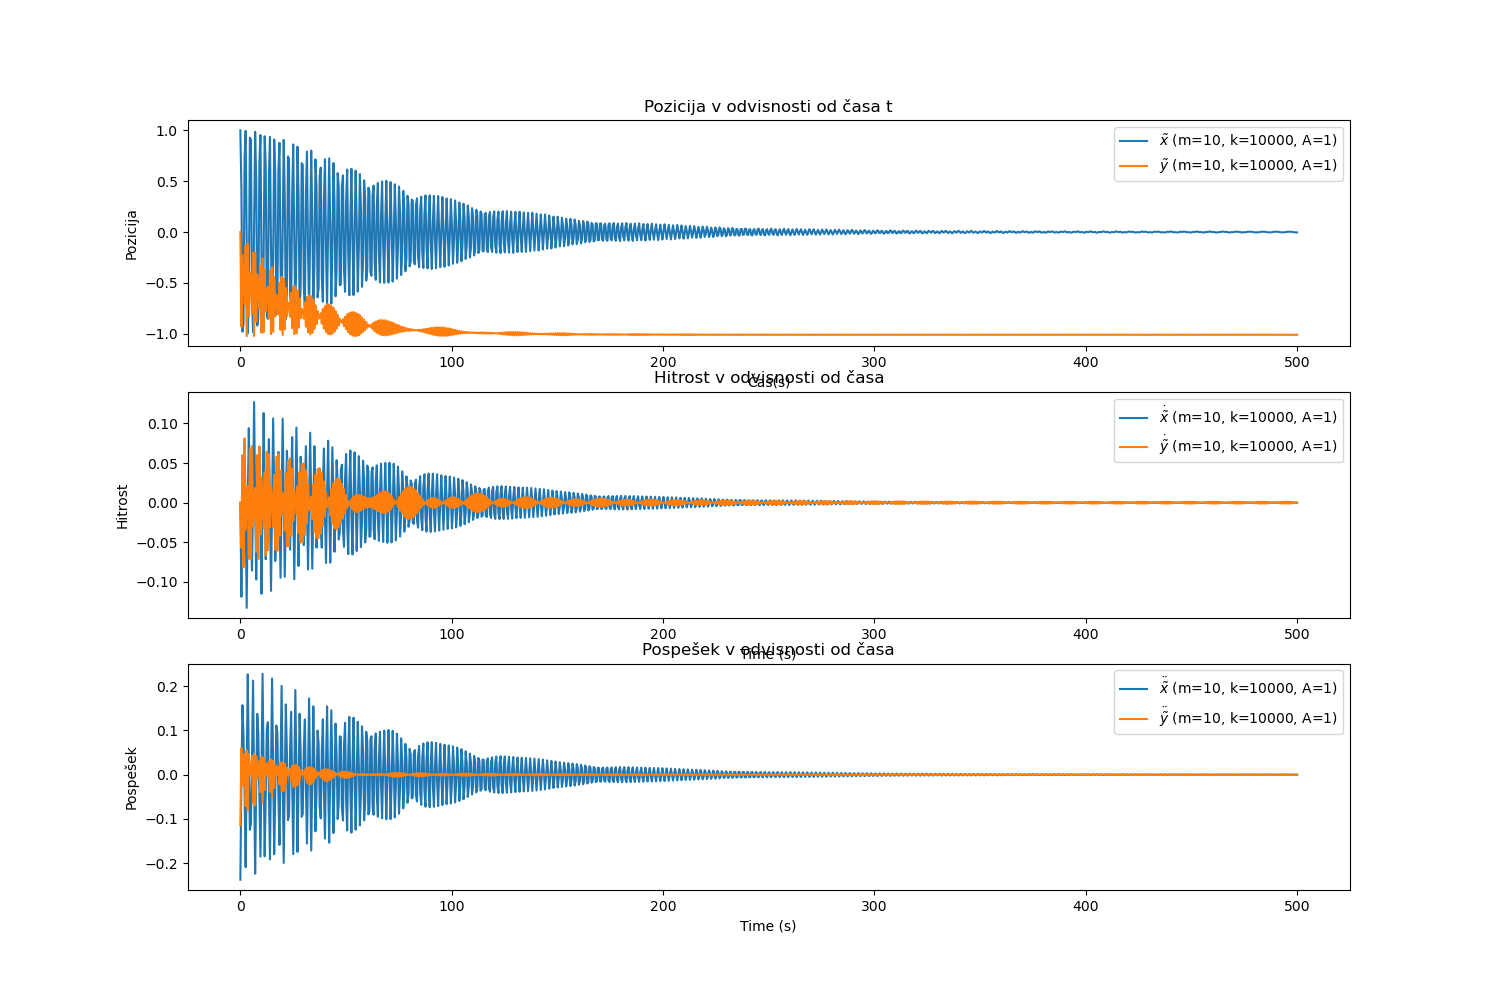 Pozicija v odvisnosti od časa t
1.0
0.5
0.0
−0.5
−1.0
Pozicija
x̃ (m=10, k=10000, A=1)
ỹ (m=10, k=10000, A=1)
0 100 200 300 400 500
Čas(s)
Hitrost v odvisnosti od časa
0.10
0.05
0.00
−0.05
−0.10
Hitrost
x̃̇ (m=10, k=10000, A=1)
ỹ̇ (m=10, k=10000, A=1)
0 100 200 300 400 500
Time (s)
Pospešek v odvisnosti od časa
0.2
0.1
0.0
−0.1
−0.2
Pospešek
x̃̈ (m=10, k=10000, A=1)
ỹ̈ (m=10, k=10000, A=1)
0 100 200 300 400 500
Time (s)